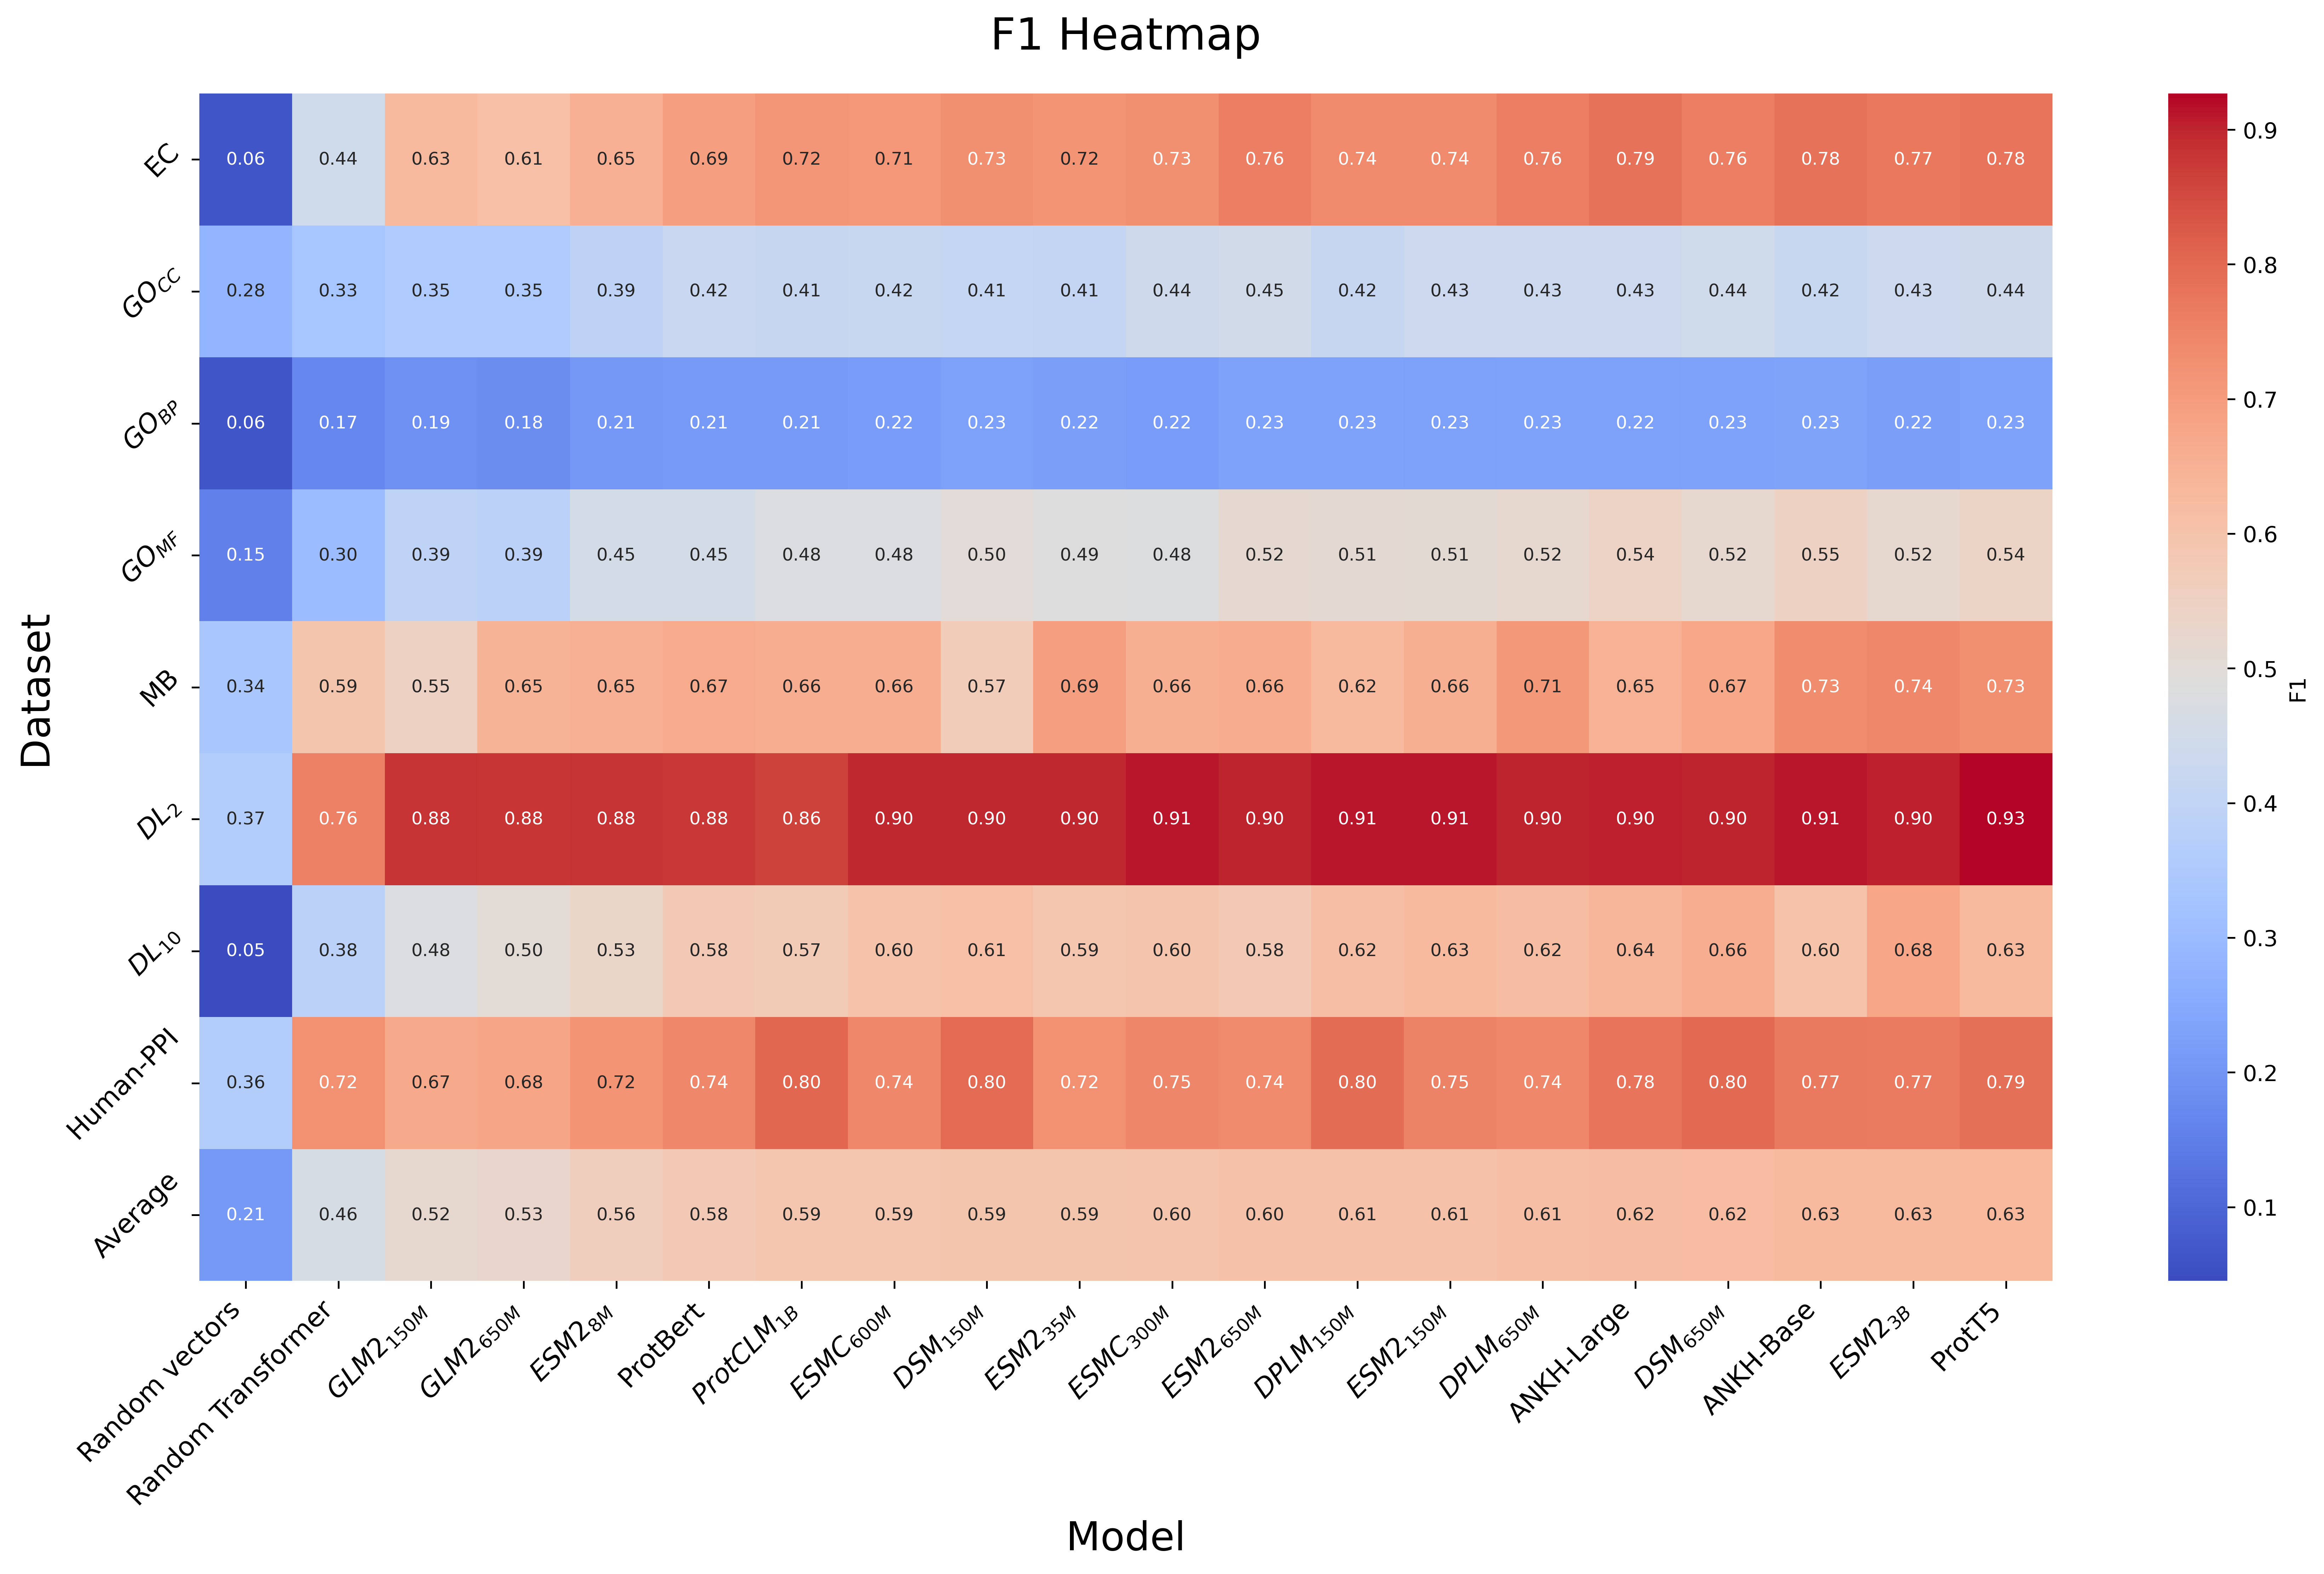 F1 Heatmap
Dataset
EC 0.06 0.44 0.63 0.61 0.65 0.69 0.72 0.71 0.73 0.72 0.73 0.76 0.74 0.74 0.76 0.79 0.76 0.78 0.77 0.78
GO_CC 0.28 0.33 0.35 0.35 0.39 0.42 0.41 0.42 0.41 0.41 0.44 0.45 0.42 0.43 0.43 0.43 0.44 0.42 0.43 0.44
GO_BP 0.06 0.17 0.19 0.18 0.21 0.21 0.21 0.22 0.23 0.22 0.22 0.23 0.23 0.23 0.23 0.22 0.23 0.23 0.22 0.23
GO_MF 0.15 0.30 0.39 0.39 0.45 0.45 0.48 0.48 0.50 0.49 0.48 0.52 0.51 0.51 0.52 0.54 0.52 0.55 0.52 0.54
MB 0.34 0.59 0.55 0.65 0.65 0.67 0.66 0.66 0.57 0.69 0.66 0.66 0.62 0.66 0.71 0.65 0.67 0.73 0.74 0.73
DL_2 0.37 0.76 0.88 0.88 0.88 0.88 0.86 0.90 0.90 0.90 0.91 0.90 0.91 0.91 0.90 0.90 0.90 0.91 0.90 0.93
DL_10 0.05 0.38 0.48 0.50 0.53 0.58 0.57 0.60 0.61 0.59 0.60 0.58 0.62 0.63 0.62 0.64 0.66 0.60 0.68 0.63
Human-PPI 0.36 0.72 0.67 0.68 0.72 0.74 0.80 0.74 0.80 0.72 0.75 0.74 0.80 0.75 0.74 0.78 0.80 0.77 0.77 0.79
Average 0.21 0.46 0.52 0.53 0.56 0.58 0.59 0.59 0.59 0.59 0.60 0.60 0.61 0.61 0.61 0.62 0.62 0.63 0.63 0.63
Random vectors
Random Transformer
GLM2_150M
GLM2_650M
ESM2_8M
ProtBert
ProtCLM_1B
ESMC_600M
DSM_150M
ESM2_35M
ESMC_300M
ESM2_650M
DPLM_150M
ESM2_150M
DPLM_650M
ANKH-Large
DSM_650M
ANKH-Base
ESM2_3B
ProtT5
Model
0.9
0.8
0.7
0.6
0.5
0.4
0.3
0.2
0.1
F1